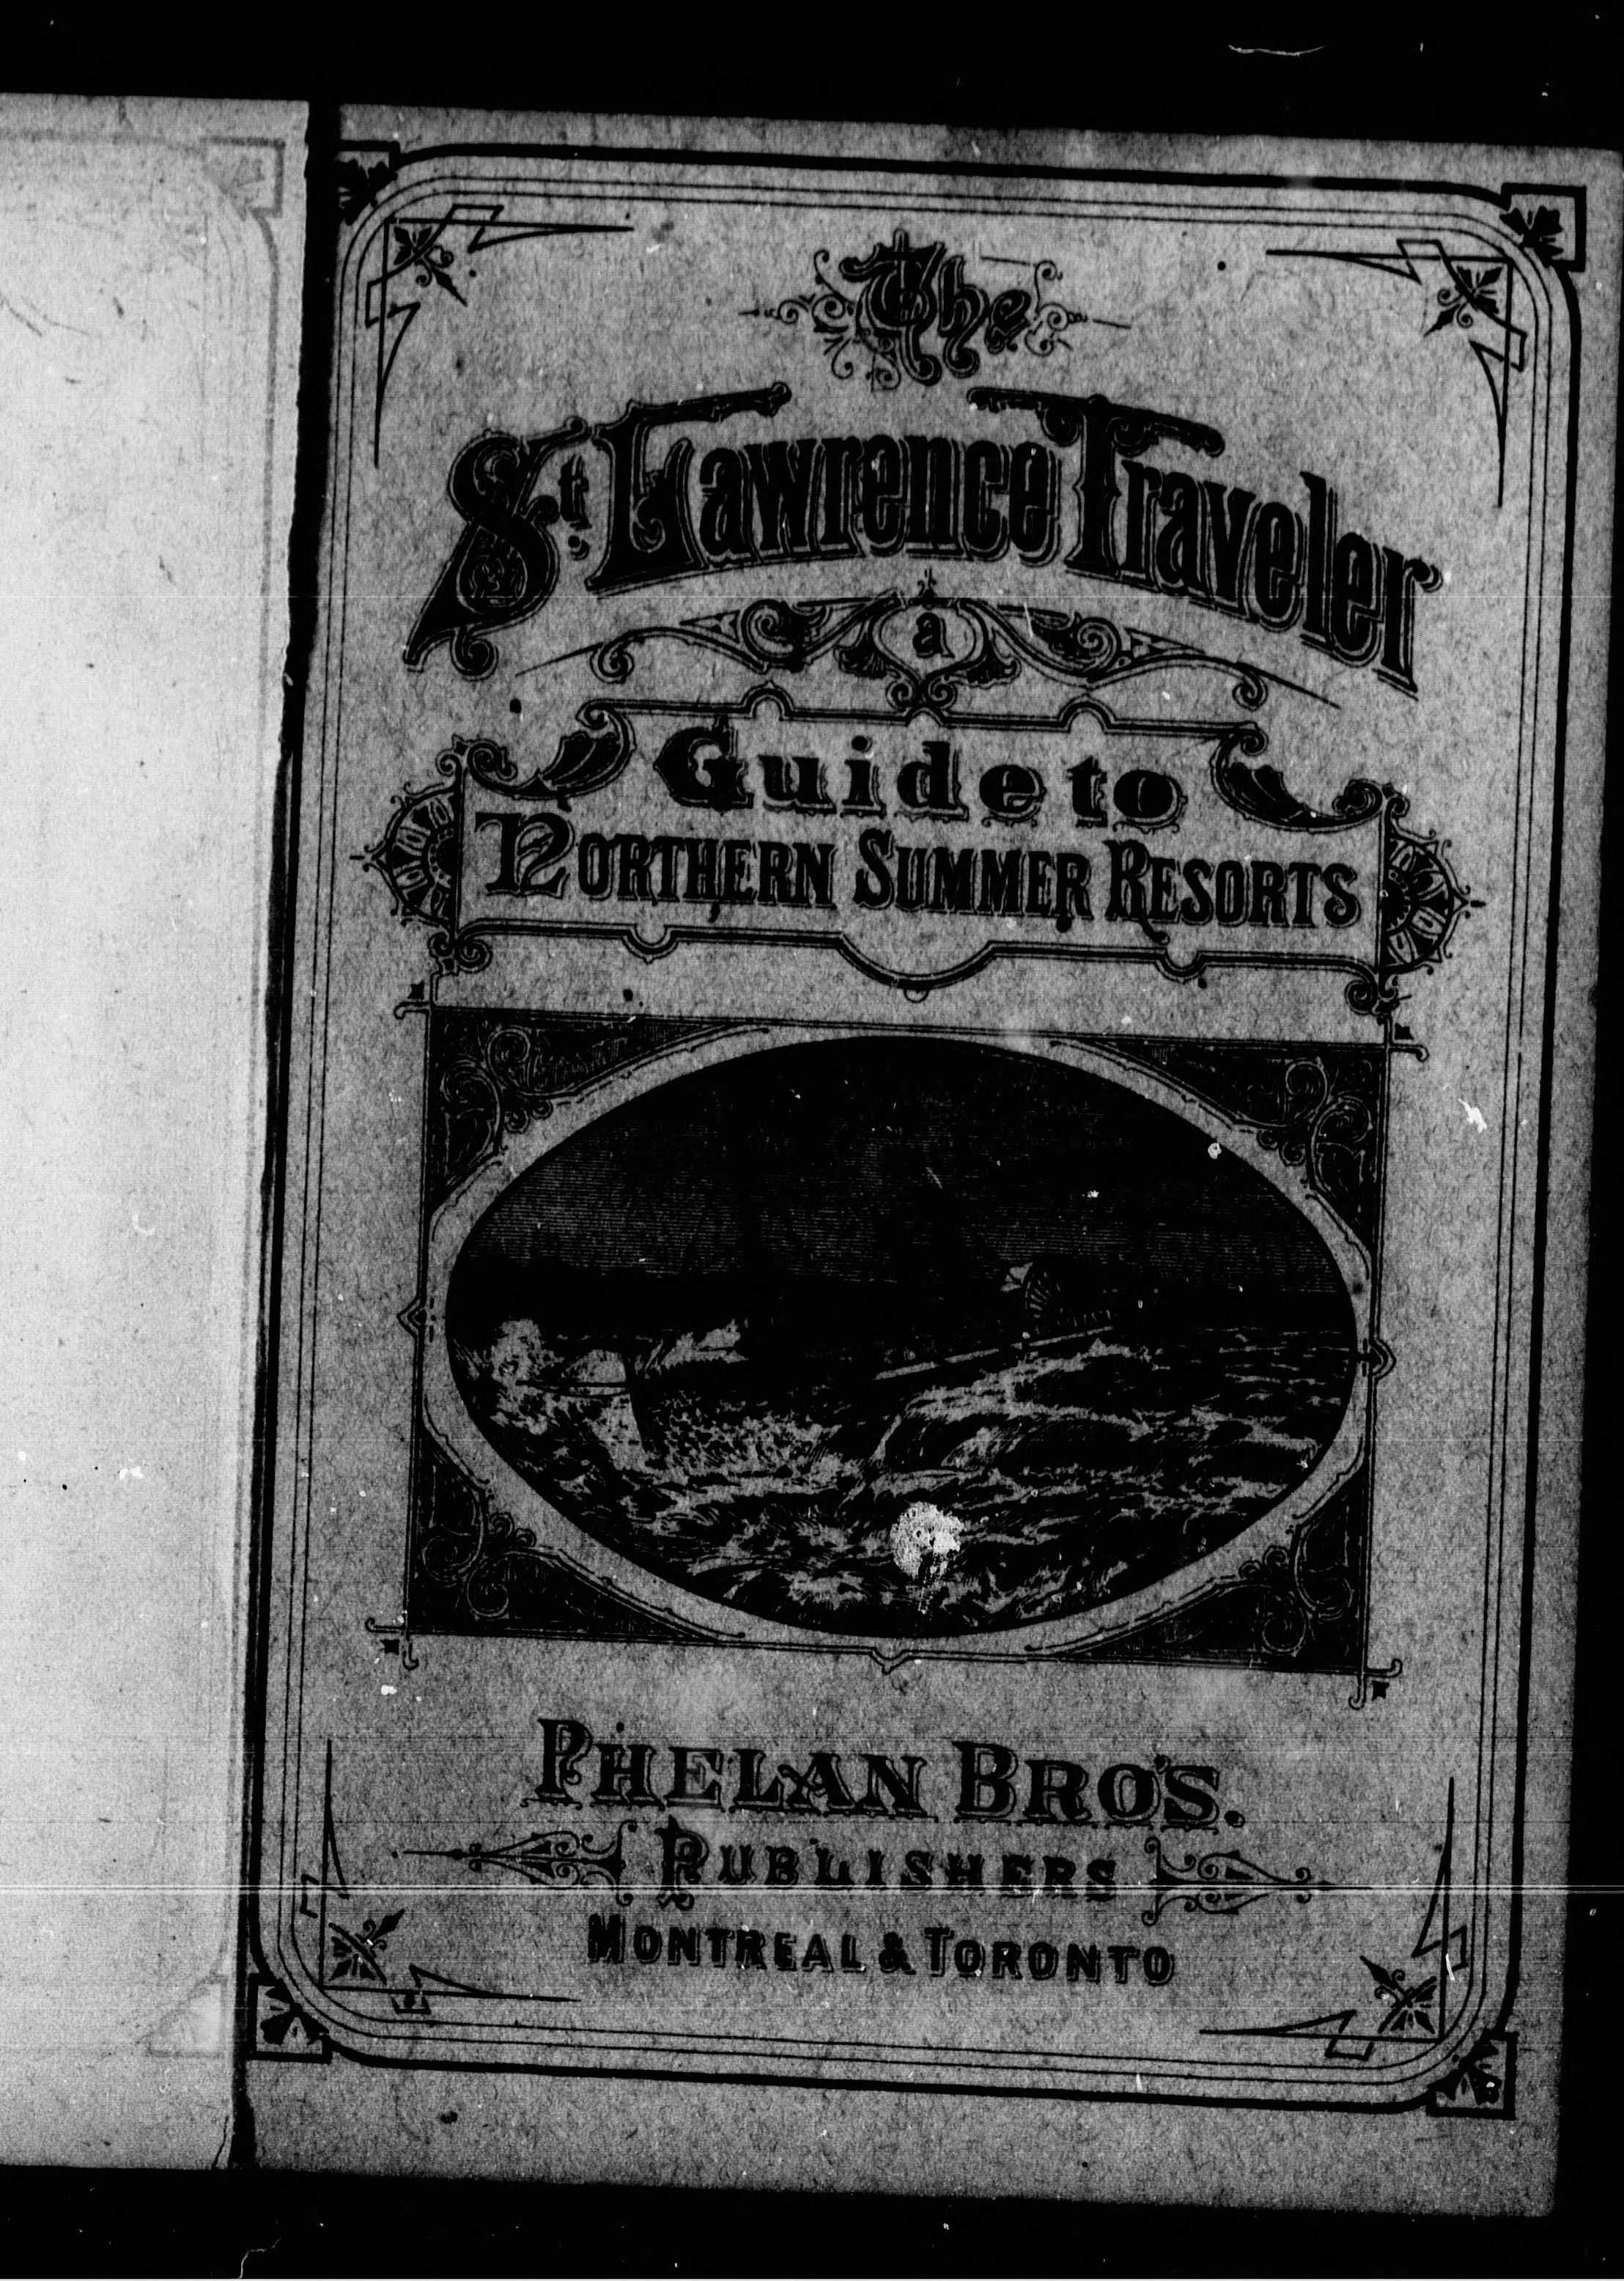 The
St. Lawrence Traveler
a
Guide to
NORTHERN SUMMER RESORTS
PHELAN BRO'S.
PUBLISHERS
MONTREAL & TORONTO